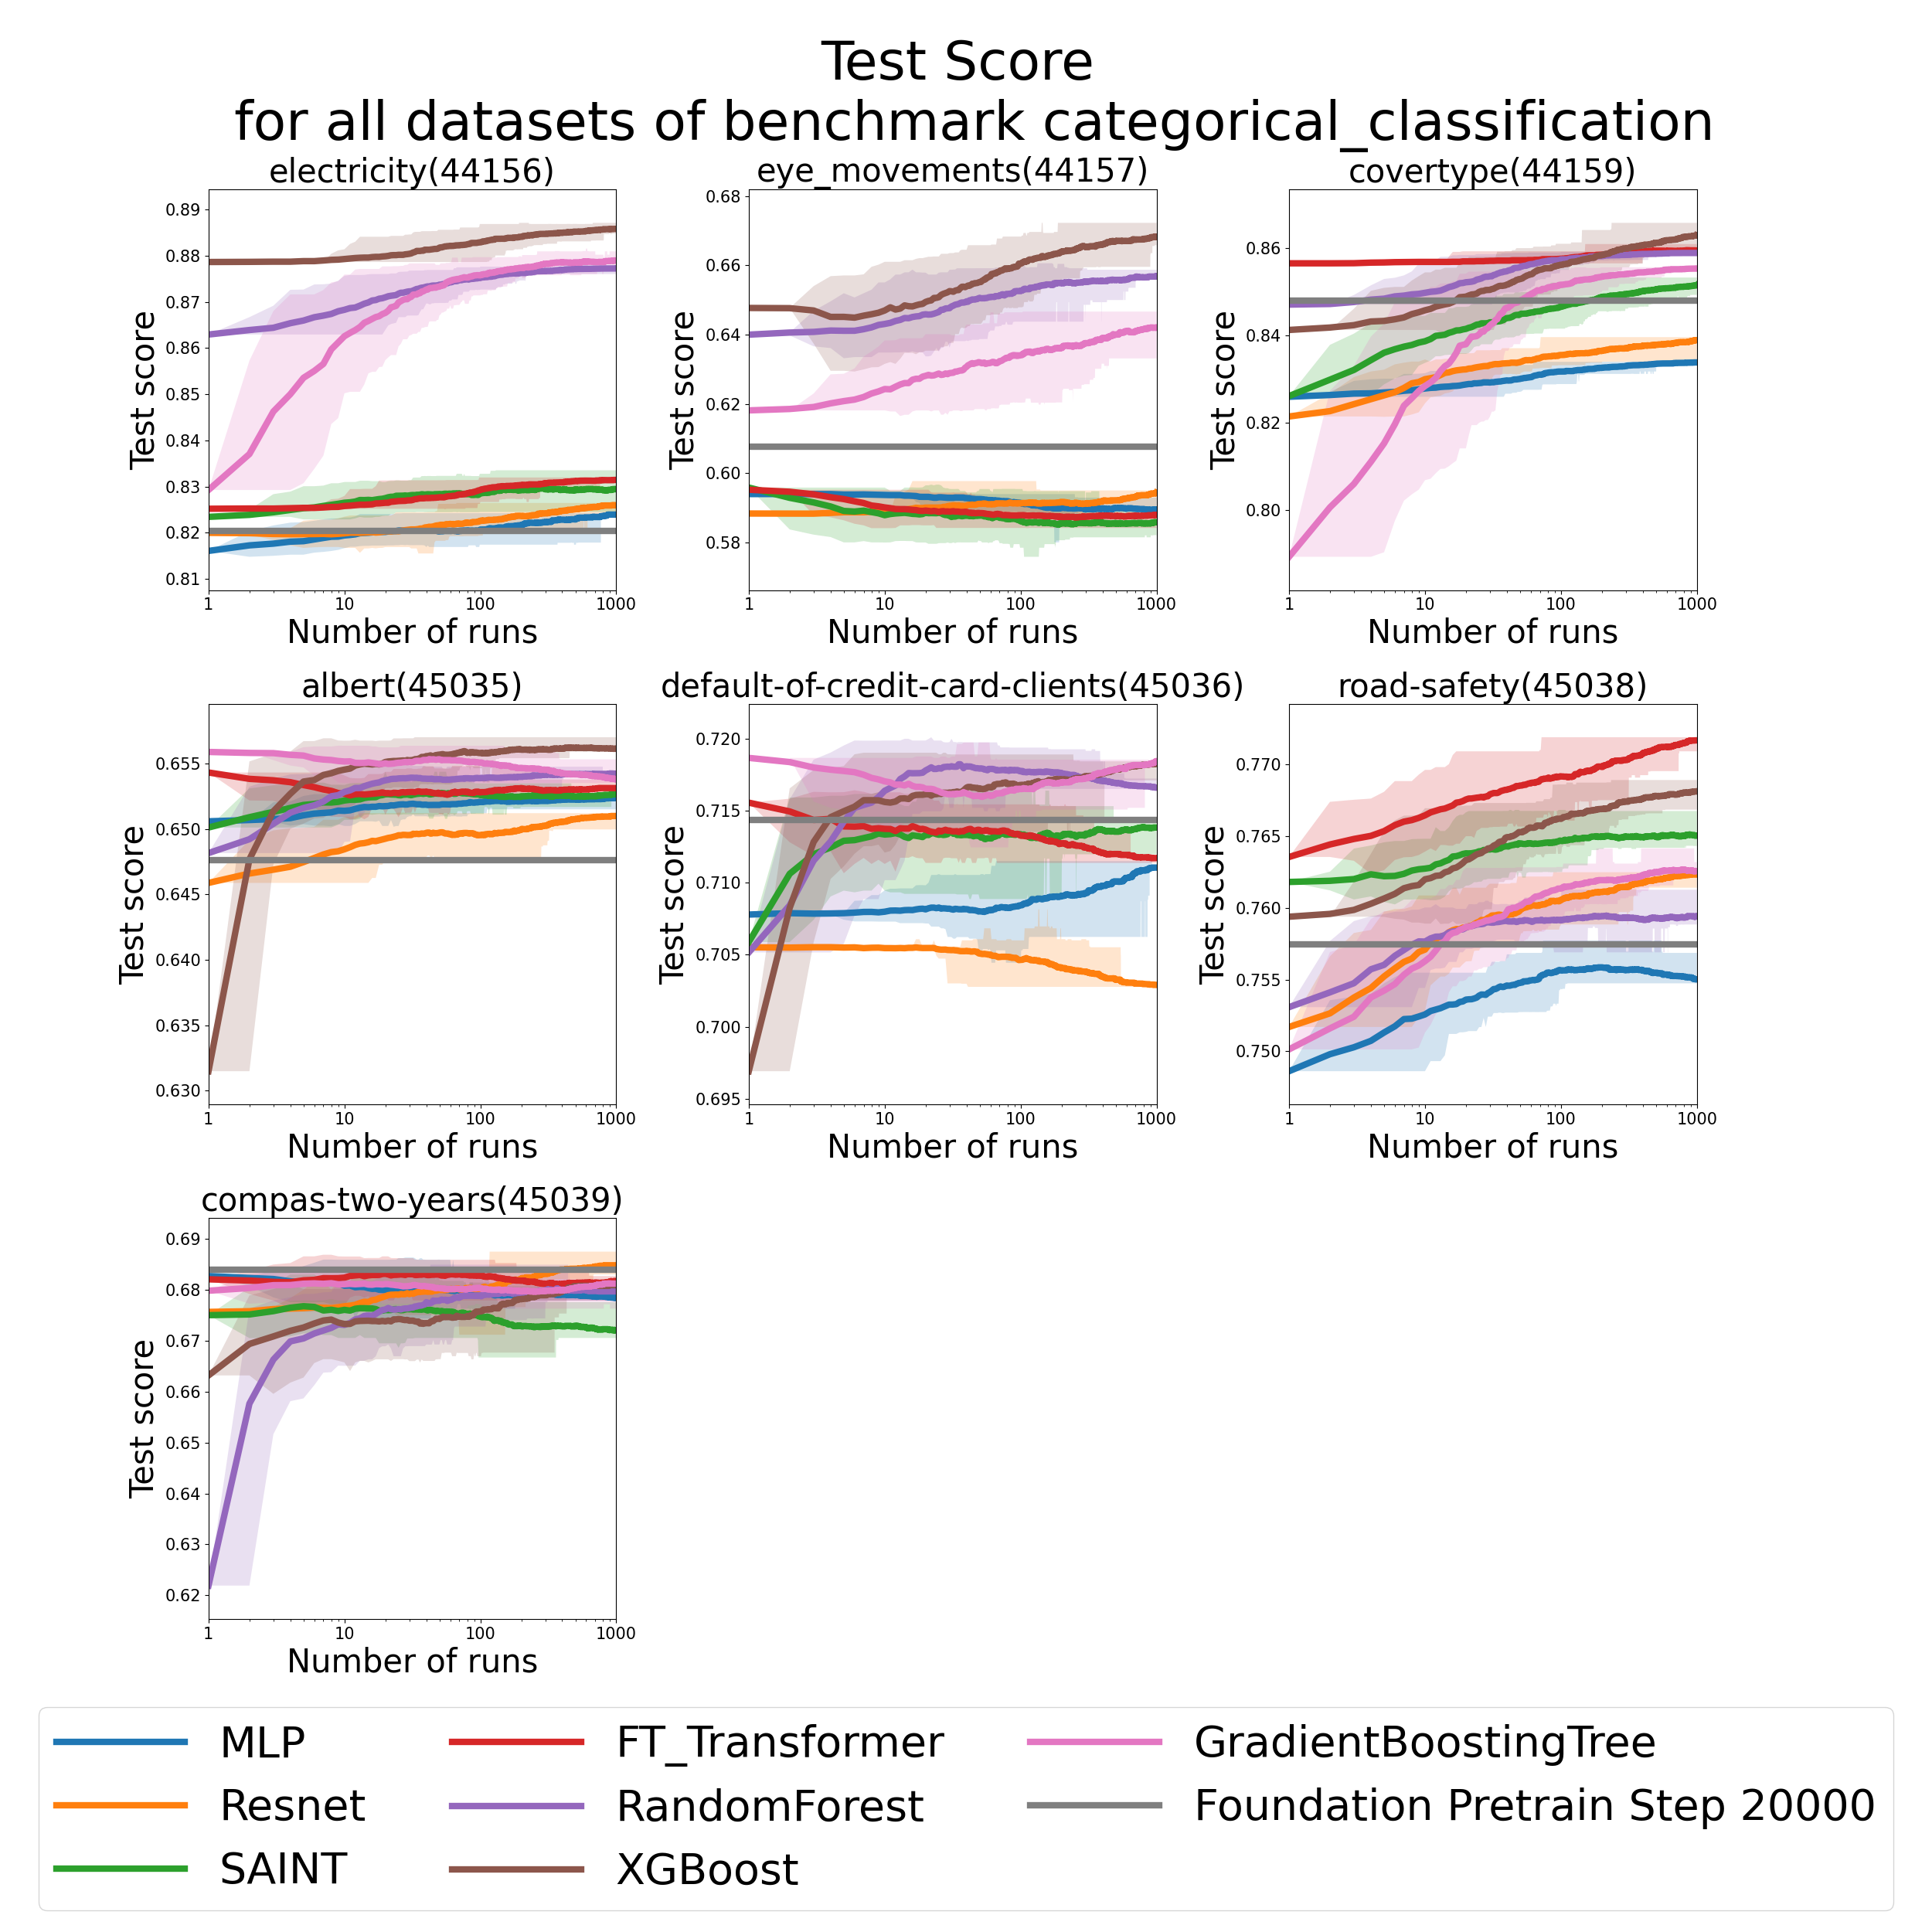 Test Score
for all datasets of benchmark categorical_classification
electricity(44156)
0.89
0.88
0.87
0.86
0.85
0.84
0.83
0.82
0.81
Test score
1 10 100 1000
Number of runs
eye_movements(44157)
0.68
0.66
0.64
0.62
0.60
0.58
Test score
1 10 100 1000
Number of runs
covertype(44159)
0.86
0.84
0.82
0.80
Test score
1 10 100 1000
Number of runs
albert(45035)
0.655
0.650
0.645
0.640
0.635
0.630
Test score
1 10 100 1000
Number of runs
default-of-credit-card-clients(45036)
0.720
0.715
0.710
0.705
0.700
0.695
Test score
1 10 100 1000
Number of runs
road-safety(45038)
0.770
0.765
0.760
0.755
0.750
Test score
1 10 100 1000
Number of runs
compas-two-years(45039)
0.69
0.68
0.67
0.66
0.65
0.64
0.63
0.62
Test score
1 10 100 1000
Number of runs
MLP
Resnet
SAINT
FT_Transformer
RandomForest
XGBoost
GradientBoostingTree
Foundation Pretrain Step 20000